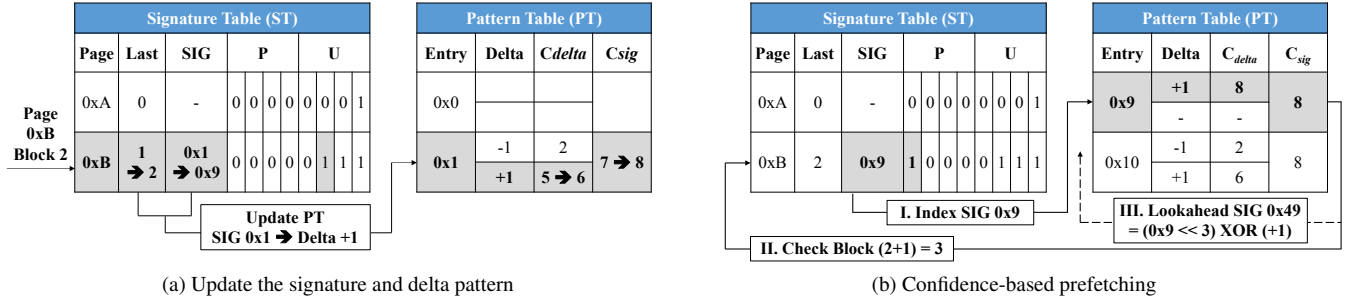 Signature Table (ST)
Page Last SIG P U
0xA 0 - 0 0 0 0 0 0 0 1
0xB 1 ➔ 2 0x1 ➔ 0x9 0 0 0 0 0 1 1 1
Page
0xB
Block 2
Update PT
SIG 0x1 ➔ Delta +1
Pattern Table (PT)
Entry Delta Cdelta Csig
0x0
0x1 -1 2 7 ➔ 8
+1 5 ➔ 6
(a) Update the signature and delta pattern
Signature Table (ST)
Page Last SIG P U
0xA 0 - 0 0 0 0 0 0 0 1
0xB 2 0x9 1 0 0 0 0 1 1 1
Pattern Table (PT)
Entry Delta Cdelta Csig
0x9 +1 8 8
- -
0x10 -1 2 8
+1 6
I. Index SIG 0x9
II. Check Block (2+1) = 3
III. Lookahead SIG 0x49
= (0x9 << 3) XOR (+1)
(b) Confidence-based prefetching